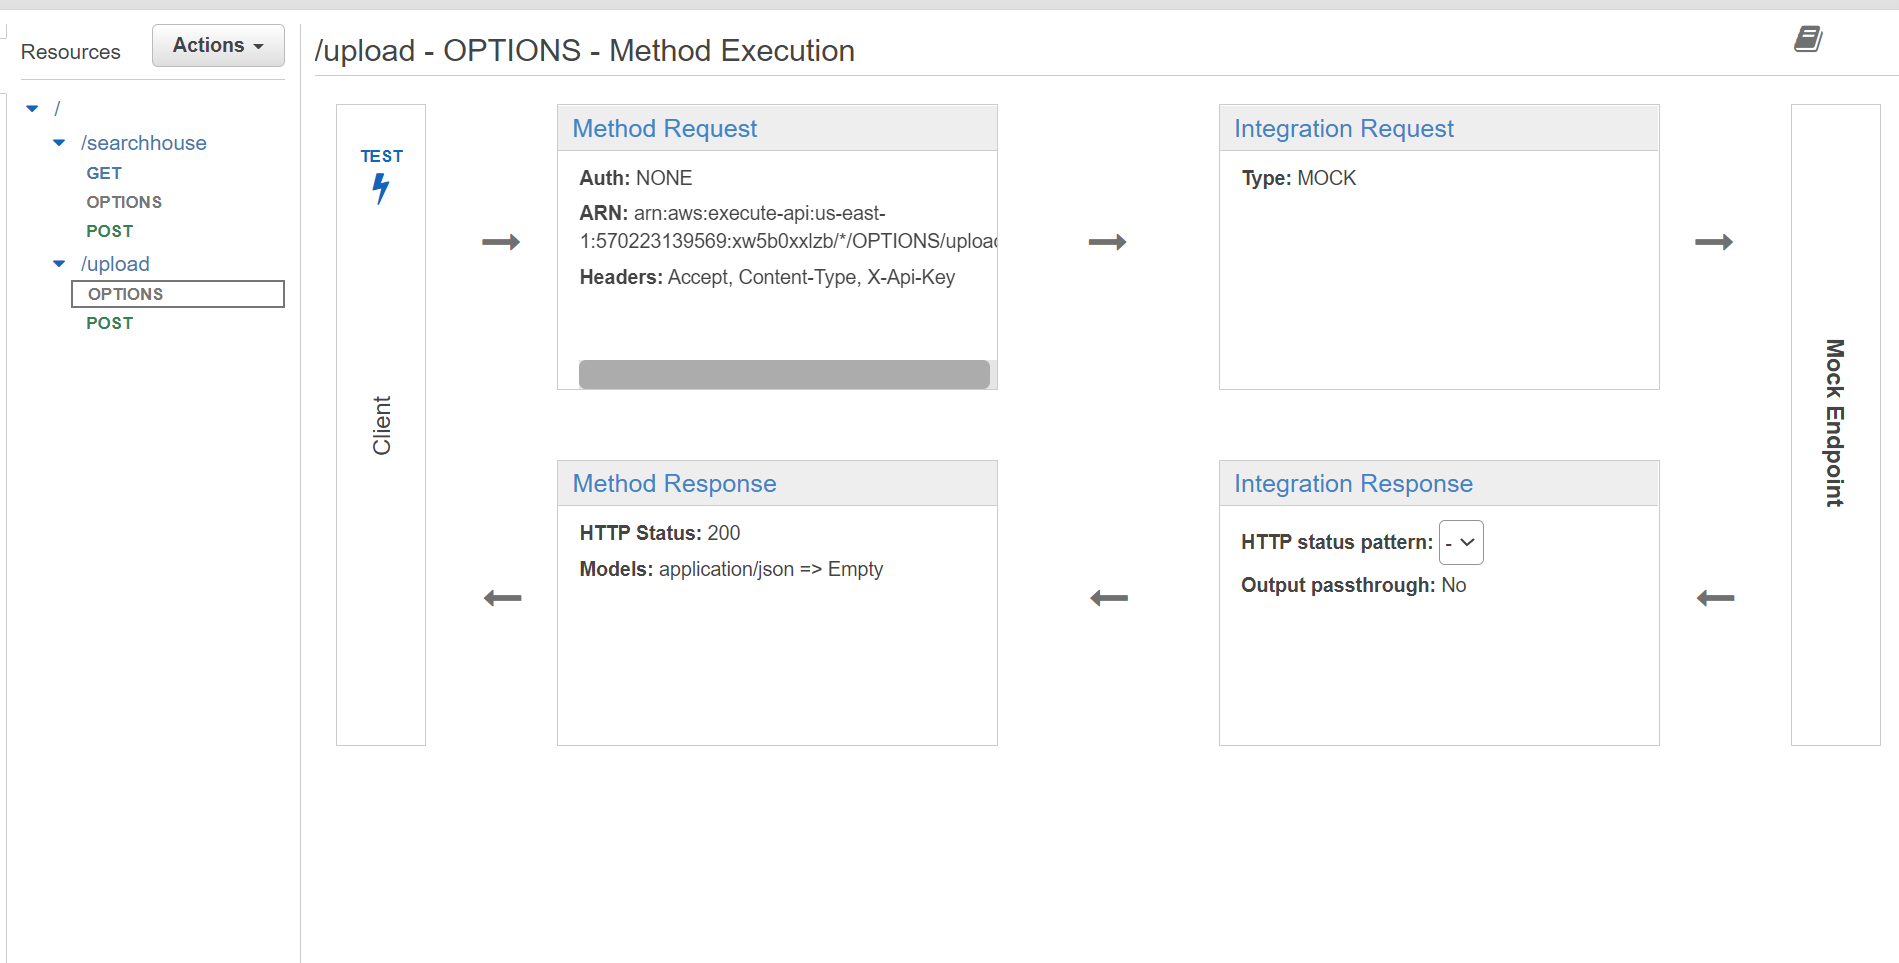 Resources
Actions
/
/searchhouse
GET
OPTIONS
POST
/upload
OPTIONS
POST
/upload - OPTIONS - Method Execution
TEST
Client
Method Request
Auth: NONE
ARN: arn:aws:execute-api:us-east-
1:570223139569:xw5b0xxlzb/*/OPTIONS/upload
Headers: Accept, Content-Type, X-Api-Key
Integration Request
Type: MOCK
Method Response
HTTP Status: 200
Models: application/json => Empty
Integration Response
HTTP status pattern: -
Output passthrough: No
Mock Endpoint